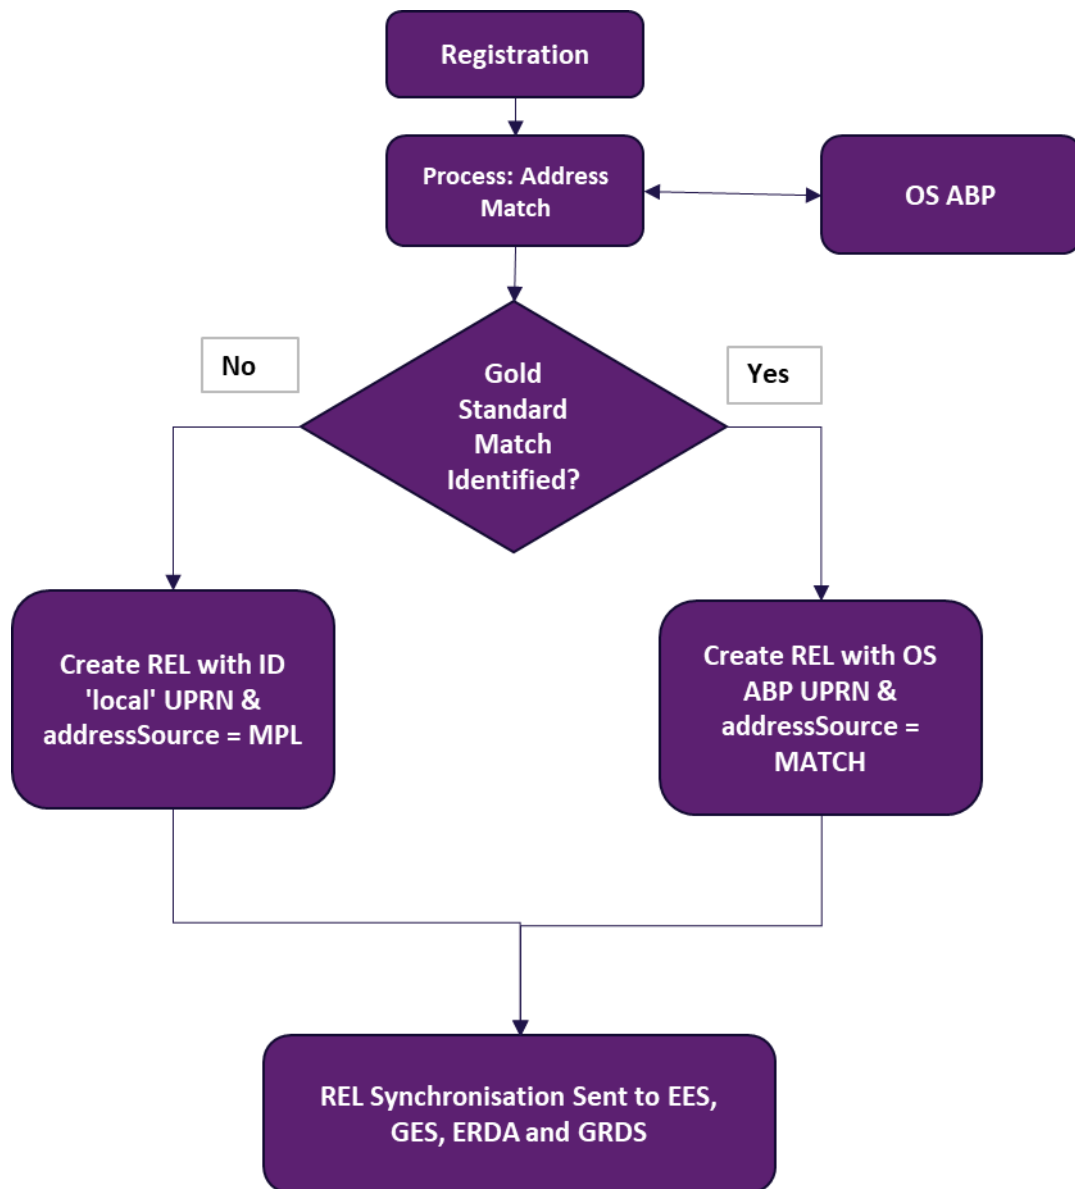 Registration
Process: Address
Match
OS ABP
No
Yes
Gold
Standard
Match
Identified?
Create REL with ID
'local' UPRN &
addressSource = MPL
Create REL with OS
ABP UPRN &
addressSource =
MATCH
REL Synchronisation Sent to EES,
GES, ERDA and GRDS